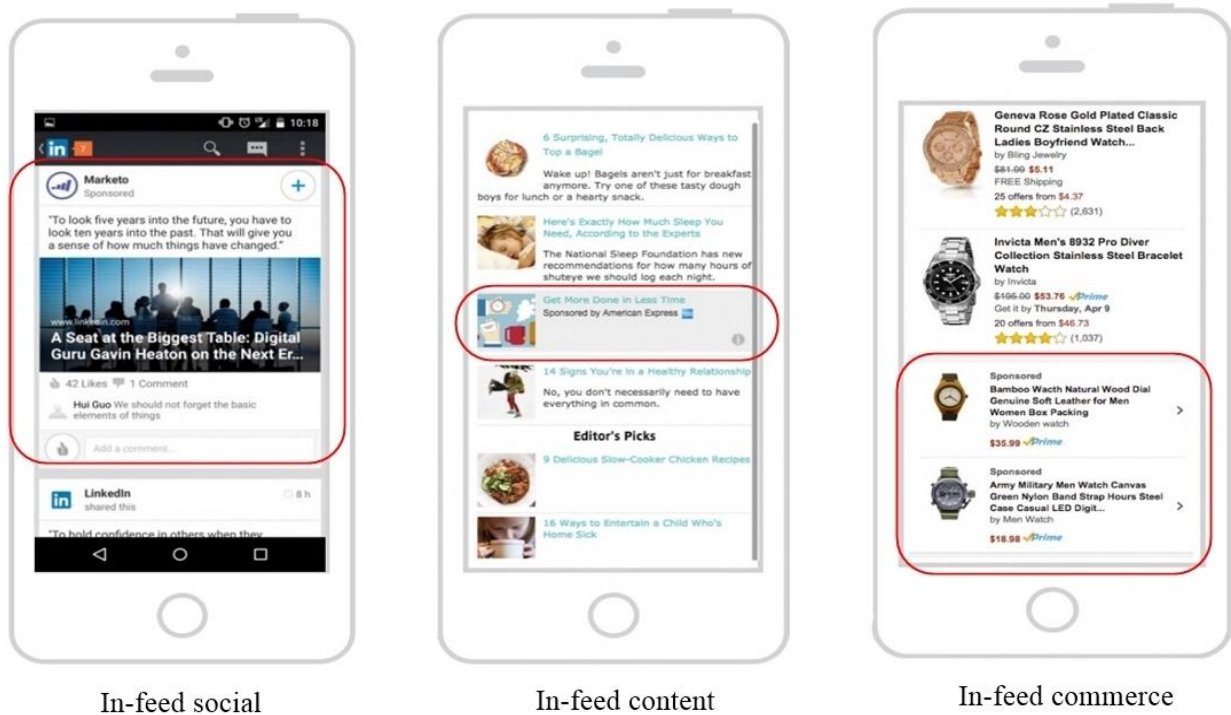 10:18
in 7
Marketo
Sponsored
"To look five years into the future, you have to
look ten years into the past. That will give you
a sense of how much things have changed."
www.linkedin.com
A Seat at the Biggest Table: Digital
Guru Gavin Heaton on the Next Er...
42 Likes 1 Comment
Hui Guo We should not forget the basic
elements of things
Add a comment...
in LinkedIn 8 h
shared this
"To hold confidence in others when they
In-feed social
6 Surprising, Totally Delicious Ways to
Top a Bagel
Wake up! Bagels aren't just for breakfast
anymore. Try one of these tasty dough
boys for lunch or a hearty snack.
Here's Exactly How Much Sleep You
Need, According to the Experts
The National Sleep Foundation has new
recommendations for how many hours of
shuteye we should log each night.
Get More Done in Less Time
Sponsored by American Express
14 Signs You're in a Healthy Relationship
No, you don't necessarily need to have
everything in common.
Editor's Picks
9 Delicious Slow-Cooker Chicken Recipes
16 Ways to Entertain a Child Who's
Home Sick
In-feed content
Geneva Rose Gold Plated Classic
Round CZ Stainless Steel Back
Ladies Boyfriend Watch...
by Bling Jewelry
$81.99 $5.11
FREE Shipping
25 offers from $4.37
(2,631)
Invicta Men's 8932 Pro Diver
Collection Stainless Steel Bracelet
Watch
by Invicta
$195.00 $53.76 Prime
Get it by Thursday, Apr 9
20 offers from $46.73
(1,037)
Sponsored
Bamboo Wacth Natural Wood Dial
Genuine Soft Leather for Men
Women Box Packing
by Wooden watch
$35.99 Prime
Sponsored
Army Military Men Watch Canvas
Green Nylon Band Strap Hours Steel
Case Casual LED Digit...
by Men Watch
$18.98 Prime
In-feed commerce